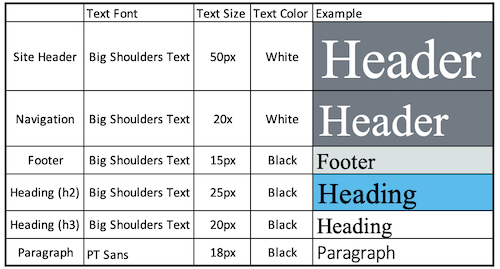 Text Font Text Size Text Color Example
Site Header Big Shoulders Text 50px White Header
Navigation Big Shoulders Text 20x White Header
Footer Big Shoulders Text 15px Black Footer
Heading (h2) Big Shoulders Text 25px Black Heading
Heading (h3) Big Shoulders Text 20px Black Heading
Paragraph PT Sans 18px Black Paragraph